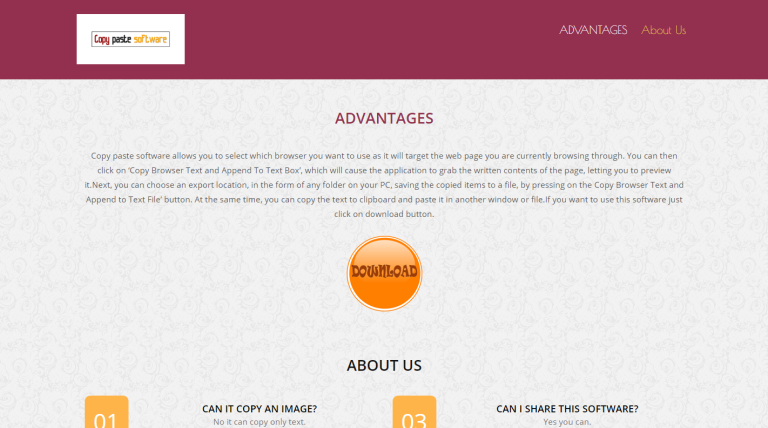 Copy paste software
ADVANTAGES About Us
ADVANTAGES
Copy paste software allows you to select which browser you want to use as it will target the web page you are currently browsing through. You can then
click on ‘Copy Browser Text and Append To Text Box’, which will cause the application to grab the written contents of the page, letting you to preview
it.Next, you can choose an export location, in the form of any folder on your PC, saving the copied items to a file, by pressing on the Copy Browser Text and
Append to Text File’ button. At the same time, you can copy the text to clipboard and paste it in another window or file.If you want to use this software just
click on download button.
DOWNLOAD
ABOUT US
01
CAN IT COPY AN IMAGE?
No it can copy only text.
03
CAN I SHARE THIS SOFTWARE?
Yes you can.